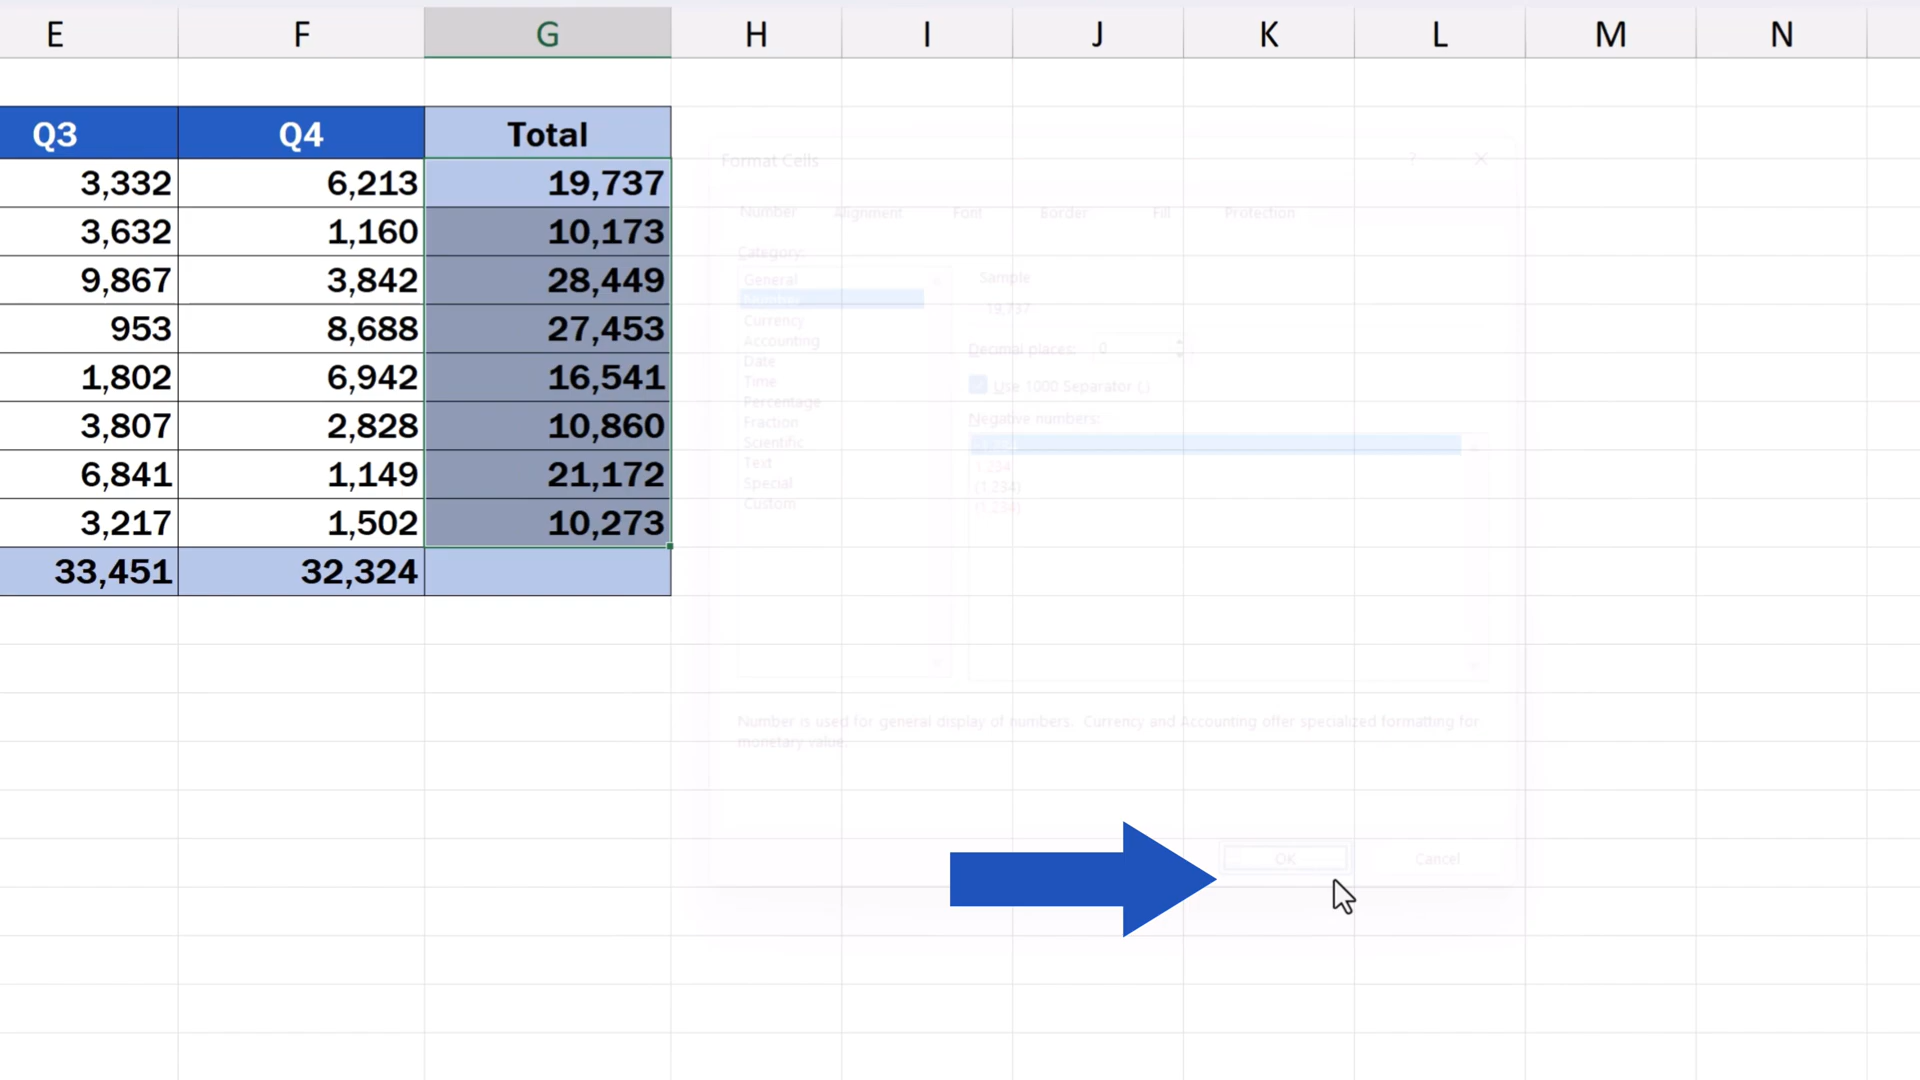 E F G H I J K L M N
Q3 Q4 Total
3,332 6,213 19,737
3,632 1,160 10,173
9,867 3,842 28,449
953 8,688 27,453
1,802 6,942 16,541
3,807 2,828 10,860
6,841 1,149 21,172
3,217 1,502 10,273
33,451 32,324
Format Cells ?
Number Alignment Font Border Fill Protection
Category:
General
Number
Currency
Accounting
Date
Time
Percentage
Fraction
Scientific
Text
Special
Custom
Sample
19,737
Decimal places: 0
Use 1000 Separator (,)
Negative numbers:
1,234
(1,234)
(1,234)
Number is used for general display of numbers. Currency and Accounting offer specialized formatting for
monetary value.
OK Cancel